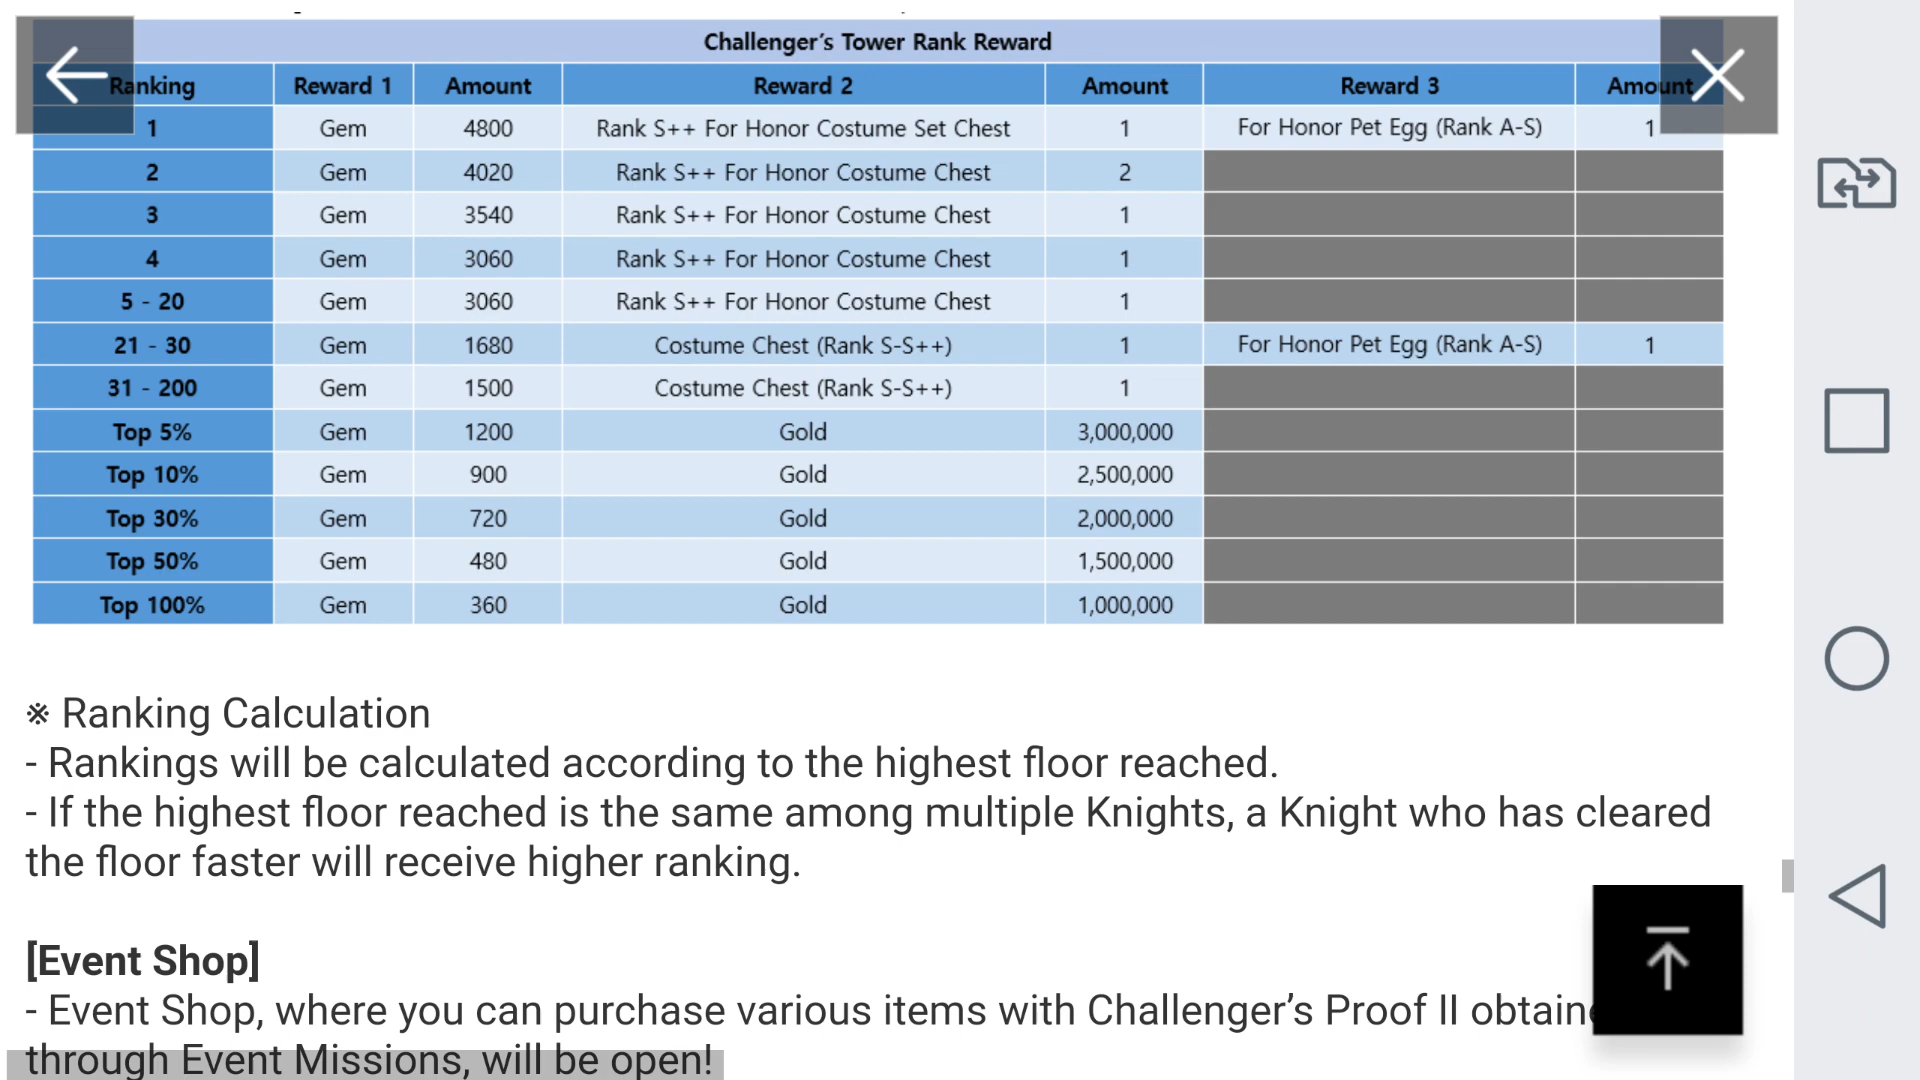 Challenger's Tower Rank Reward
Ranking Reward 1 Amount Reward 2 Amount Reward 3 Amount
1 Gem 4800 Rank S++ For Honor Costume Set Chest 1 For Honor Pet Egg (Rank A-S) 1
2 Gem 4020 Rank S++ For Honor Costume Chest 2
3 Gem 3540 Rank S++ For Honor Costume Chest 1
4 Gem 3060 Rank S++ For Honor Costume Chest 1
5 - 20 Gem 3060 Rank S++ For Honor Costume Chest 1
21 - 30 Gem 1680 Costume Chest (Rank S-S++) 1 For Honor Pet Egg (Rank A-S) 1
31 - 200 Gem 1500 Costume Chest (Rank S-S++) 1
Top 5% Gem 1200 Gold 3,000,000
Top 10% Gem 900 Gold 2,500,000
Top 30% Gem 720 Gold 2,000,000
Top 50% Gem 480 Gold 1,500,000
Top 100% Gem 360 Gold 1,000,000
※ Ranking Calculation
- Rankings will be calculated according to the highest floor reached.
- If the highest floor reached is the same among multiple Knights, a Knight who has cleared
the floor faster will receive higher ranking.
[Event Shop]
- Event Shop, where you can purchase various items with Challenger's Proof II obtaine
through Event Missions, will be open!